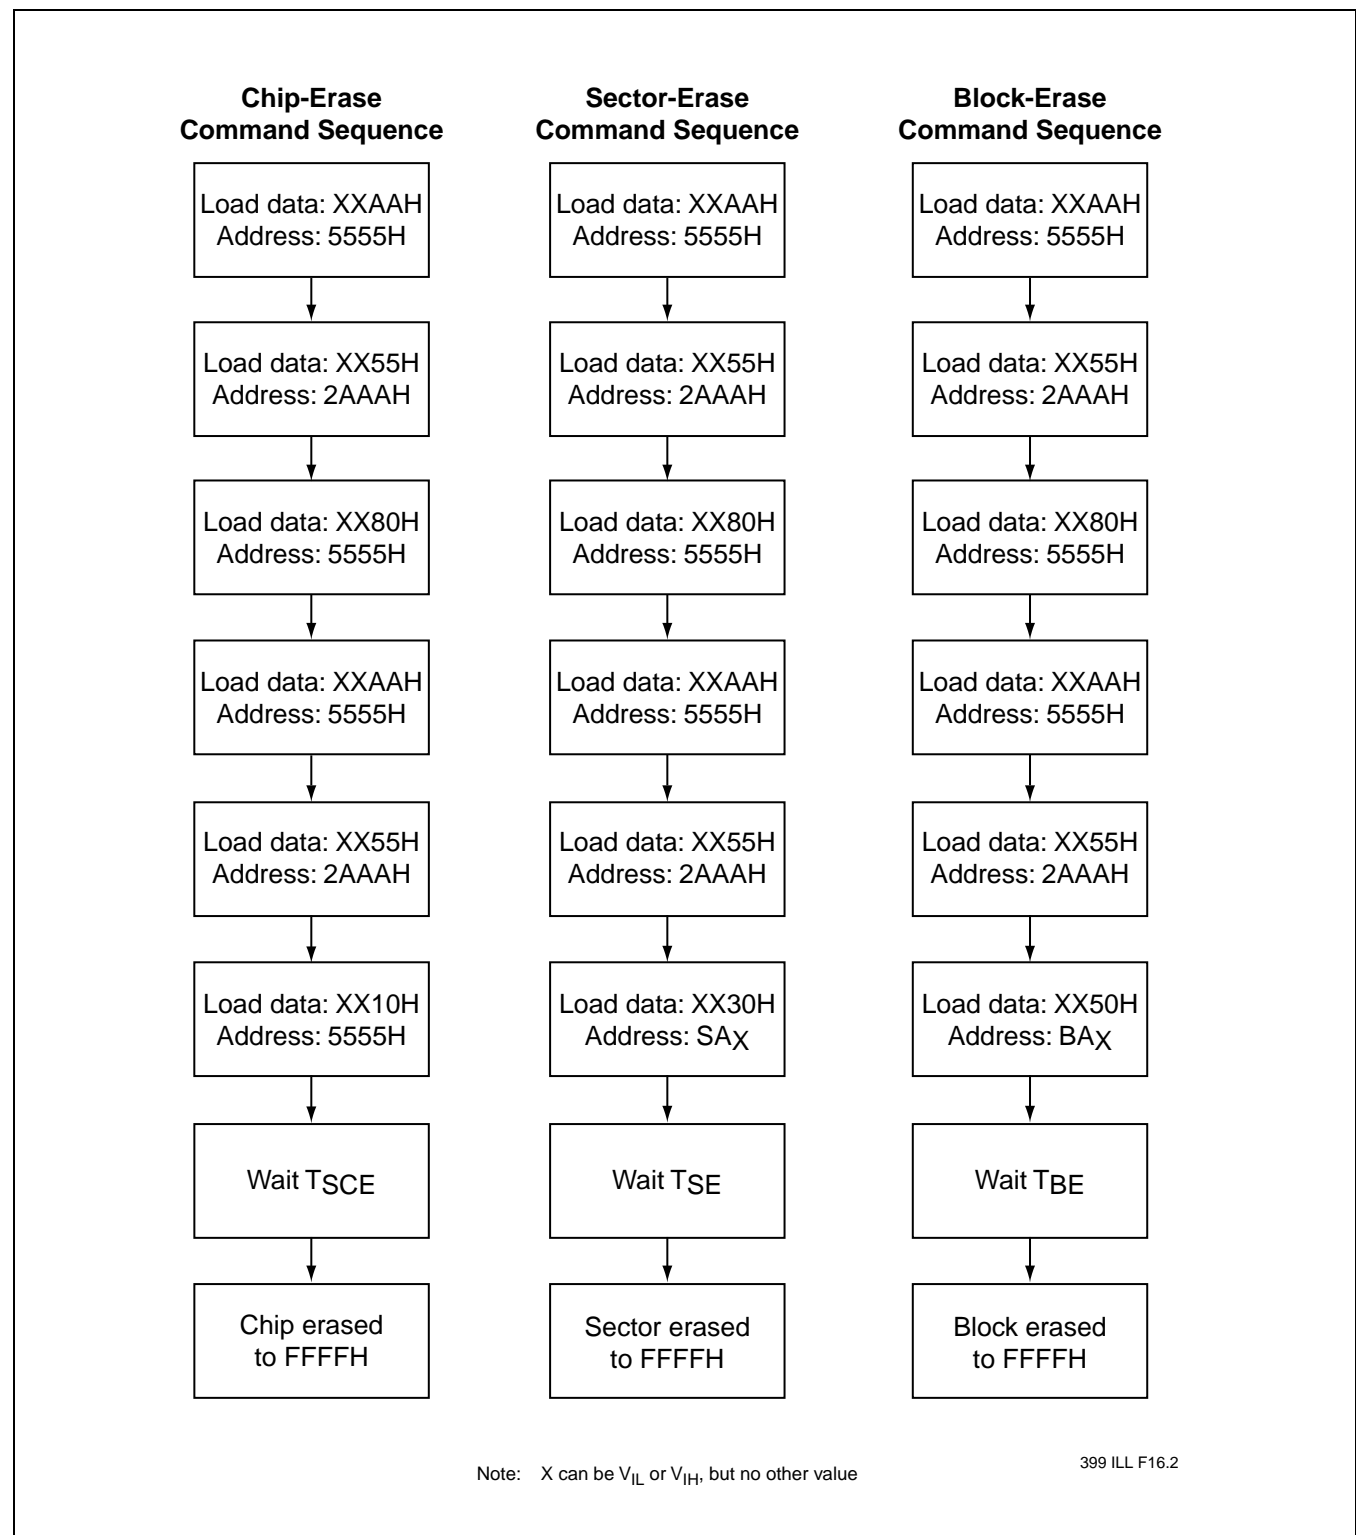 Chip-Erase
Command Sequence
Load data: XXAAH
Address: 5555H
Load data: XX55H
Address: 2AAAH
Load data: XX80H
Address: 5555H
Load data: XXAAH
Address: 5555H
Load data: XX55H
Address: 2AAAH
Load data: XX10H
Address: 5555H
Wait TSCE
Chip erased
to FFFFH
Sector-Erase
Command Sequence
Load data: XXAAH
Address: 5555H
Load data: XX55H
Address: 2AAAH
Load data: XX80H
Address: 5555H
Load data: XXAAH
Address: 5555H
Load data: XX55H
Address: 2AAAH
Load data: XX30H
Address: SAX
Wait TSE
Sector erased
to FFFFH
Block-Erase
Command Sequence
Load data: XXAAH
Address: 5555H
Load data: XX55H
Address: 2AAAH
Load data: XX80H
Address: 5555H
Load data: XXAAH
Address: 5555H
Load data: XX55H
Address: 2AAAH
Load data: XX50H
Address: BAX
Wait TBE
Block erased
to FFFFH
Note: X can be VIL or VIH, but no other value
399 ILL F16.2